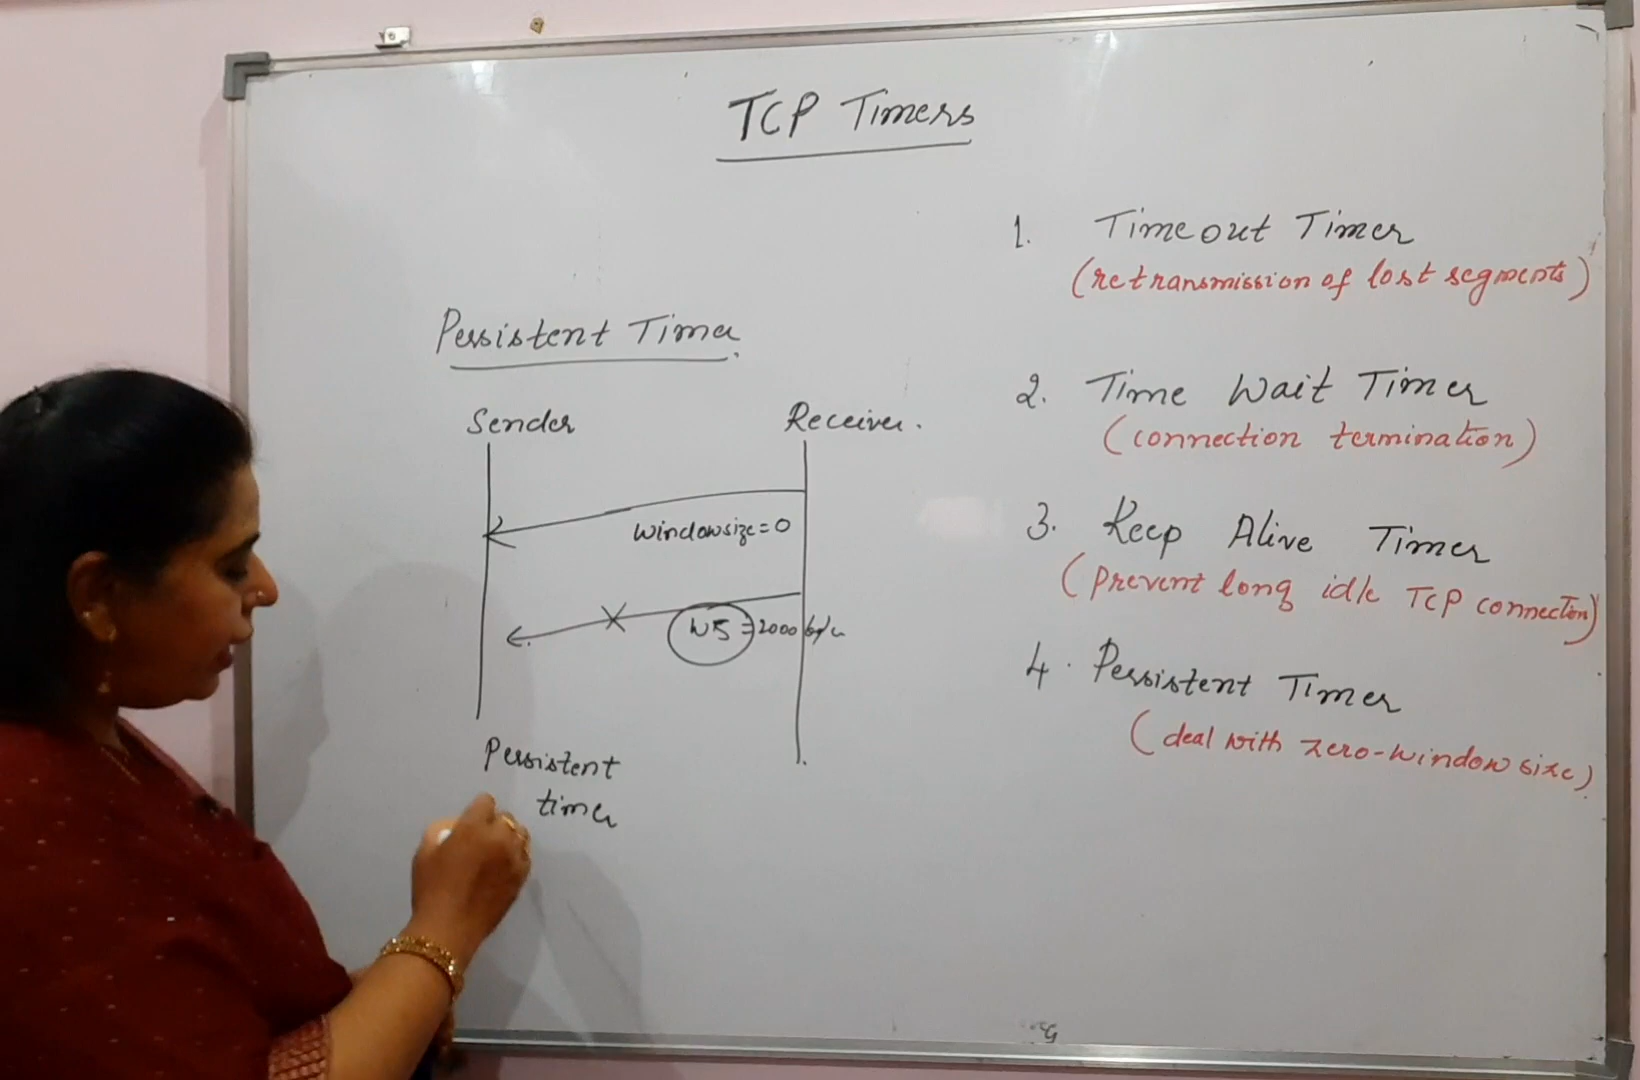 TCP Timers
1. Timeout Timer
(retransmission of lost segments)
2. Time Wait Timer
(connection termination)
3. Keep Alive Timer
(Prevent long idle TCP connection)
4. Persistent Timer
(deal with zero-window size)
Persistent Timer
Sender Receiver.
Windowsize=0
WS=2000
Persistent
timer